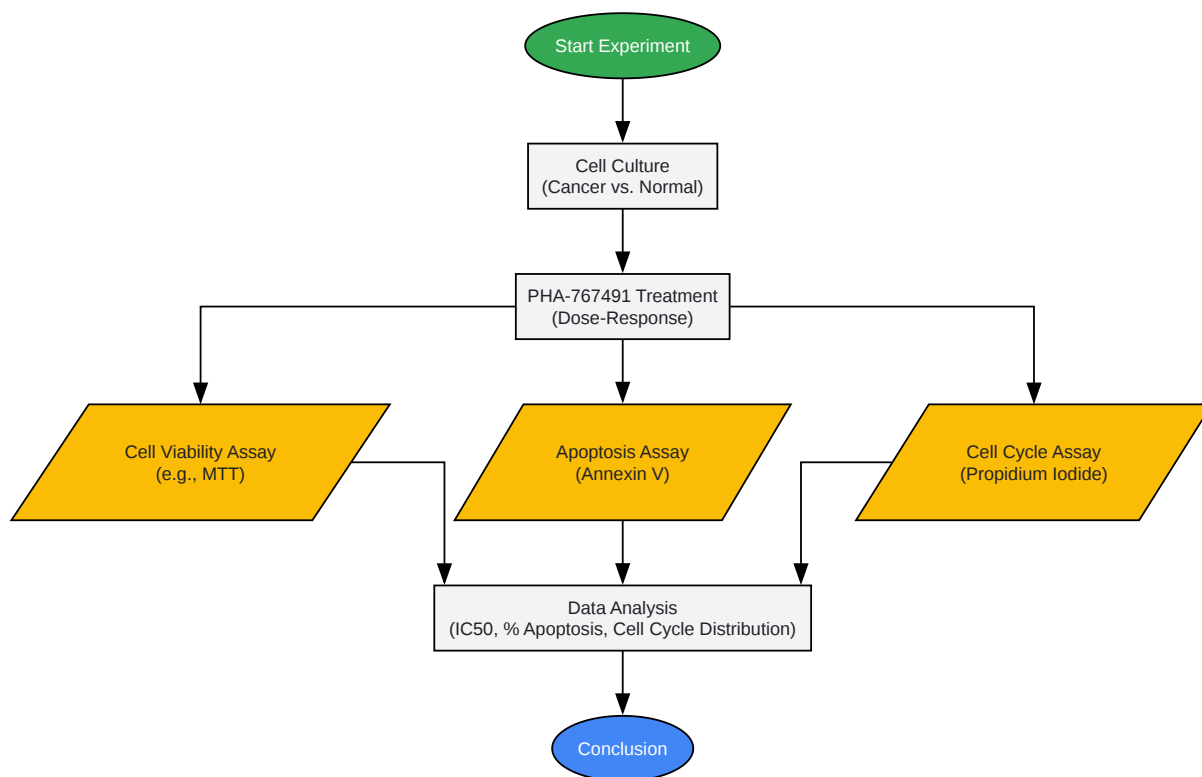 Start Experiment
Cell Culture
(Cancer vs. Normal)
PHA-767491 Treatment
(Dose-Response)
Cell Viability Assay
(e.g., MTT)
Apoptosis Assay
(Annexin V)
Cell Cycle Assay
(Propidium Iodide)
Data Analysis
(IC50, % Apoptosis, Cell Cycle Distribution)
Conclusion